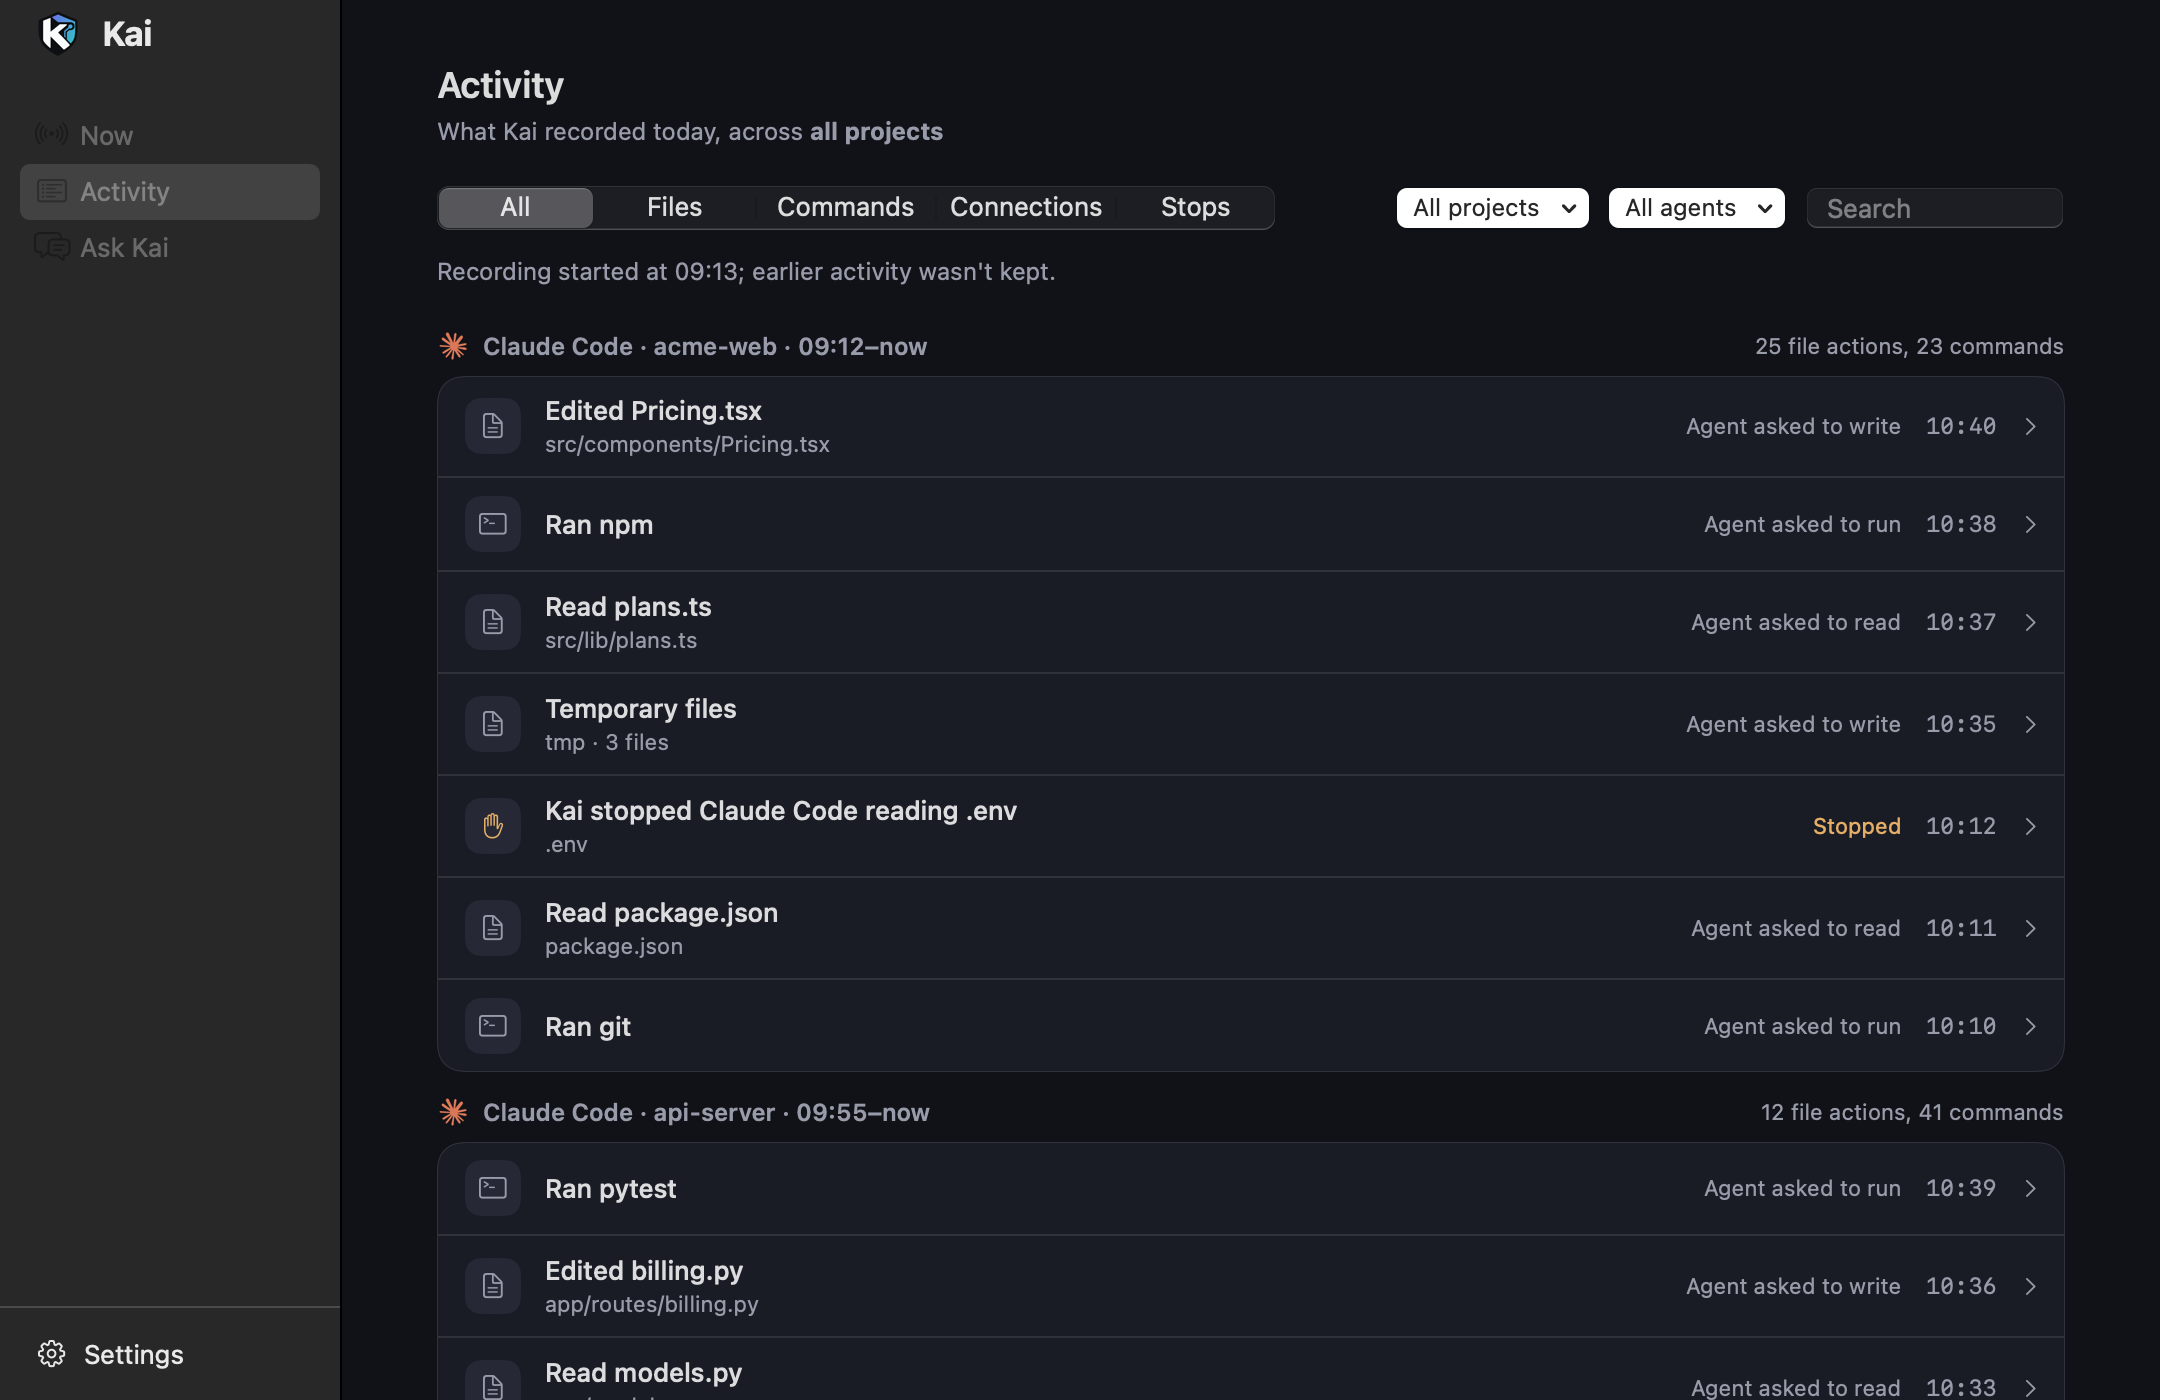 Kai
Now
Activity
Ask Kai
Settings
Activity
What Kai recorded today, across all projects
All Files Commands Connections Stops All projects All agents Search
Recording started at 09:13; earlier activity wasn't kept.
Claude Code · acme-web · 09:12–now 25 file actions, 23 commands
Edited Pricing.tsx
src/components/Pricing.tsx
Agent asked to write 10:40
Ran npm
Agent asked to run 10:38
Read plans.ts
src/lib/plans.ts
Agent asked to read 10:37
Temporary files
tmp · 3 files
Agent asked to write 10:35
Kai stopped Claude Code reading .env
.env
Stopped 10:12
Read package.json
package.json
Agent asked to read 10:11
Ran git
Agent asked to run 10:10
Claude Code · api-server · 09:55–now 12 file actions, 41 commands
Ran pytest
Agent asked to run 10:39
Edited billing.py
app/routes/billing.py
Agent asked to write 10:36
Read models.py
Agent asked to read 10:33